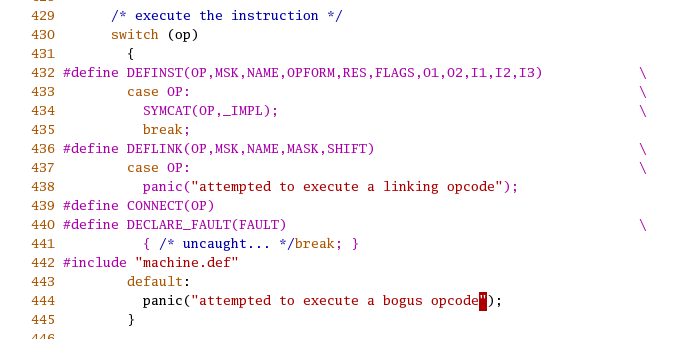 429       /* execute the instruction */
430       switch (op)
431         {
432 #define DEFINST(OP,MSK,NAME,OPFORM,RES,FLAGS,O1,O2,I1,I2,I3)            \
433         case OP:                                                        \
434           SYMCAT(OP,_IMPL);                                             \
435           break;
436 #define DEFLINK(OP,MSK,NAME,MASK,SHIFT)                                 \
437         case OP:                                                        \
438           panic("attempted to execute a linking opcode");
439 #define CONNECT(OP)
440 #define DECLARE_FAULT(FAULT)                                            \
441           { /* uncaught... */break; }
442 #include "machine.def"
443         default:
444           panic("attempted to execute a bogus opcode");
445         }